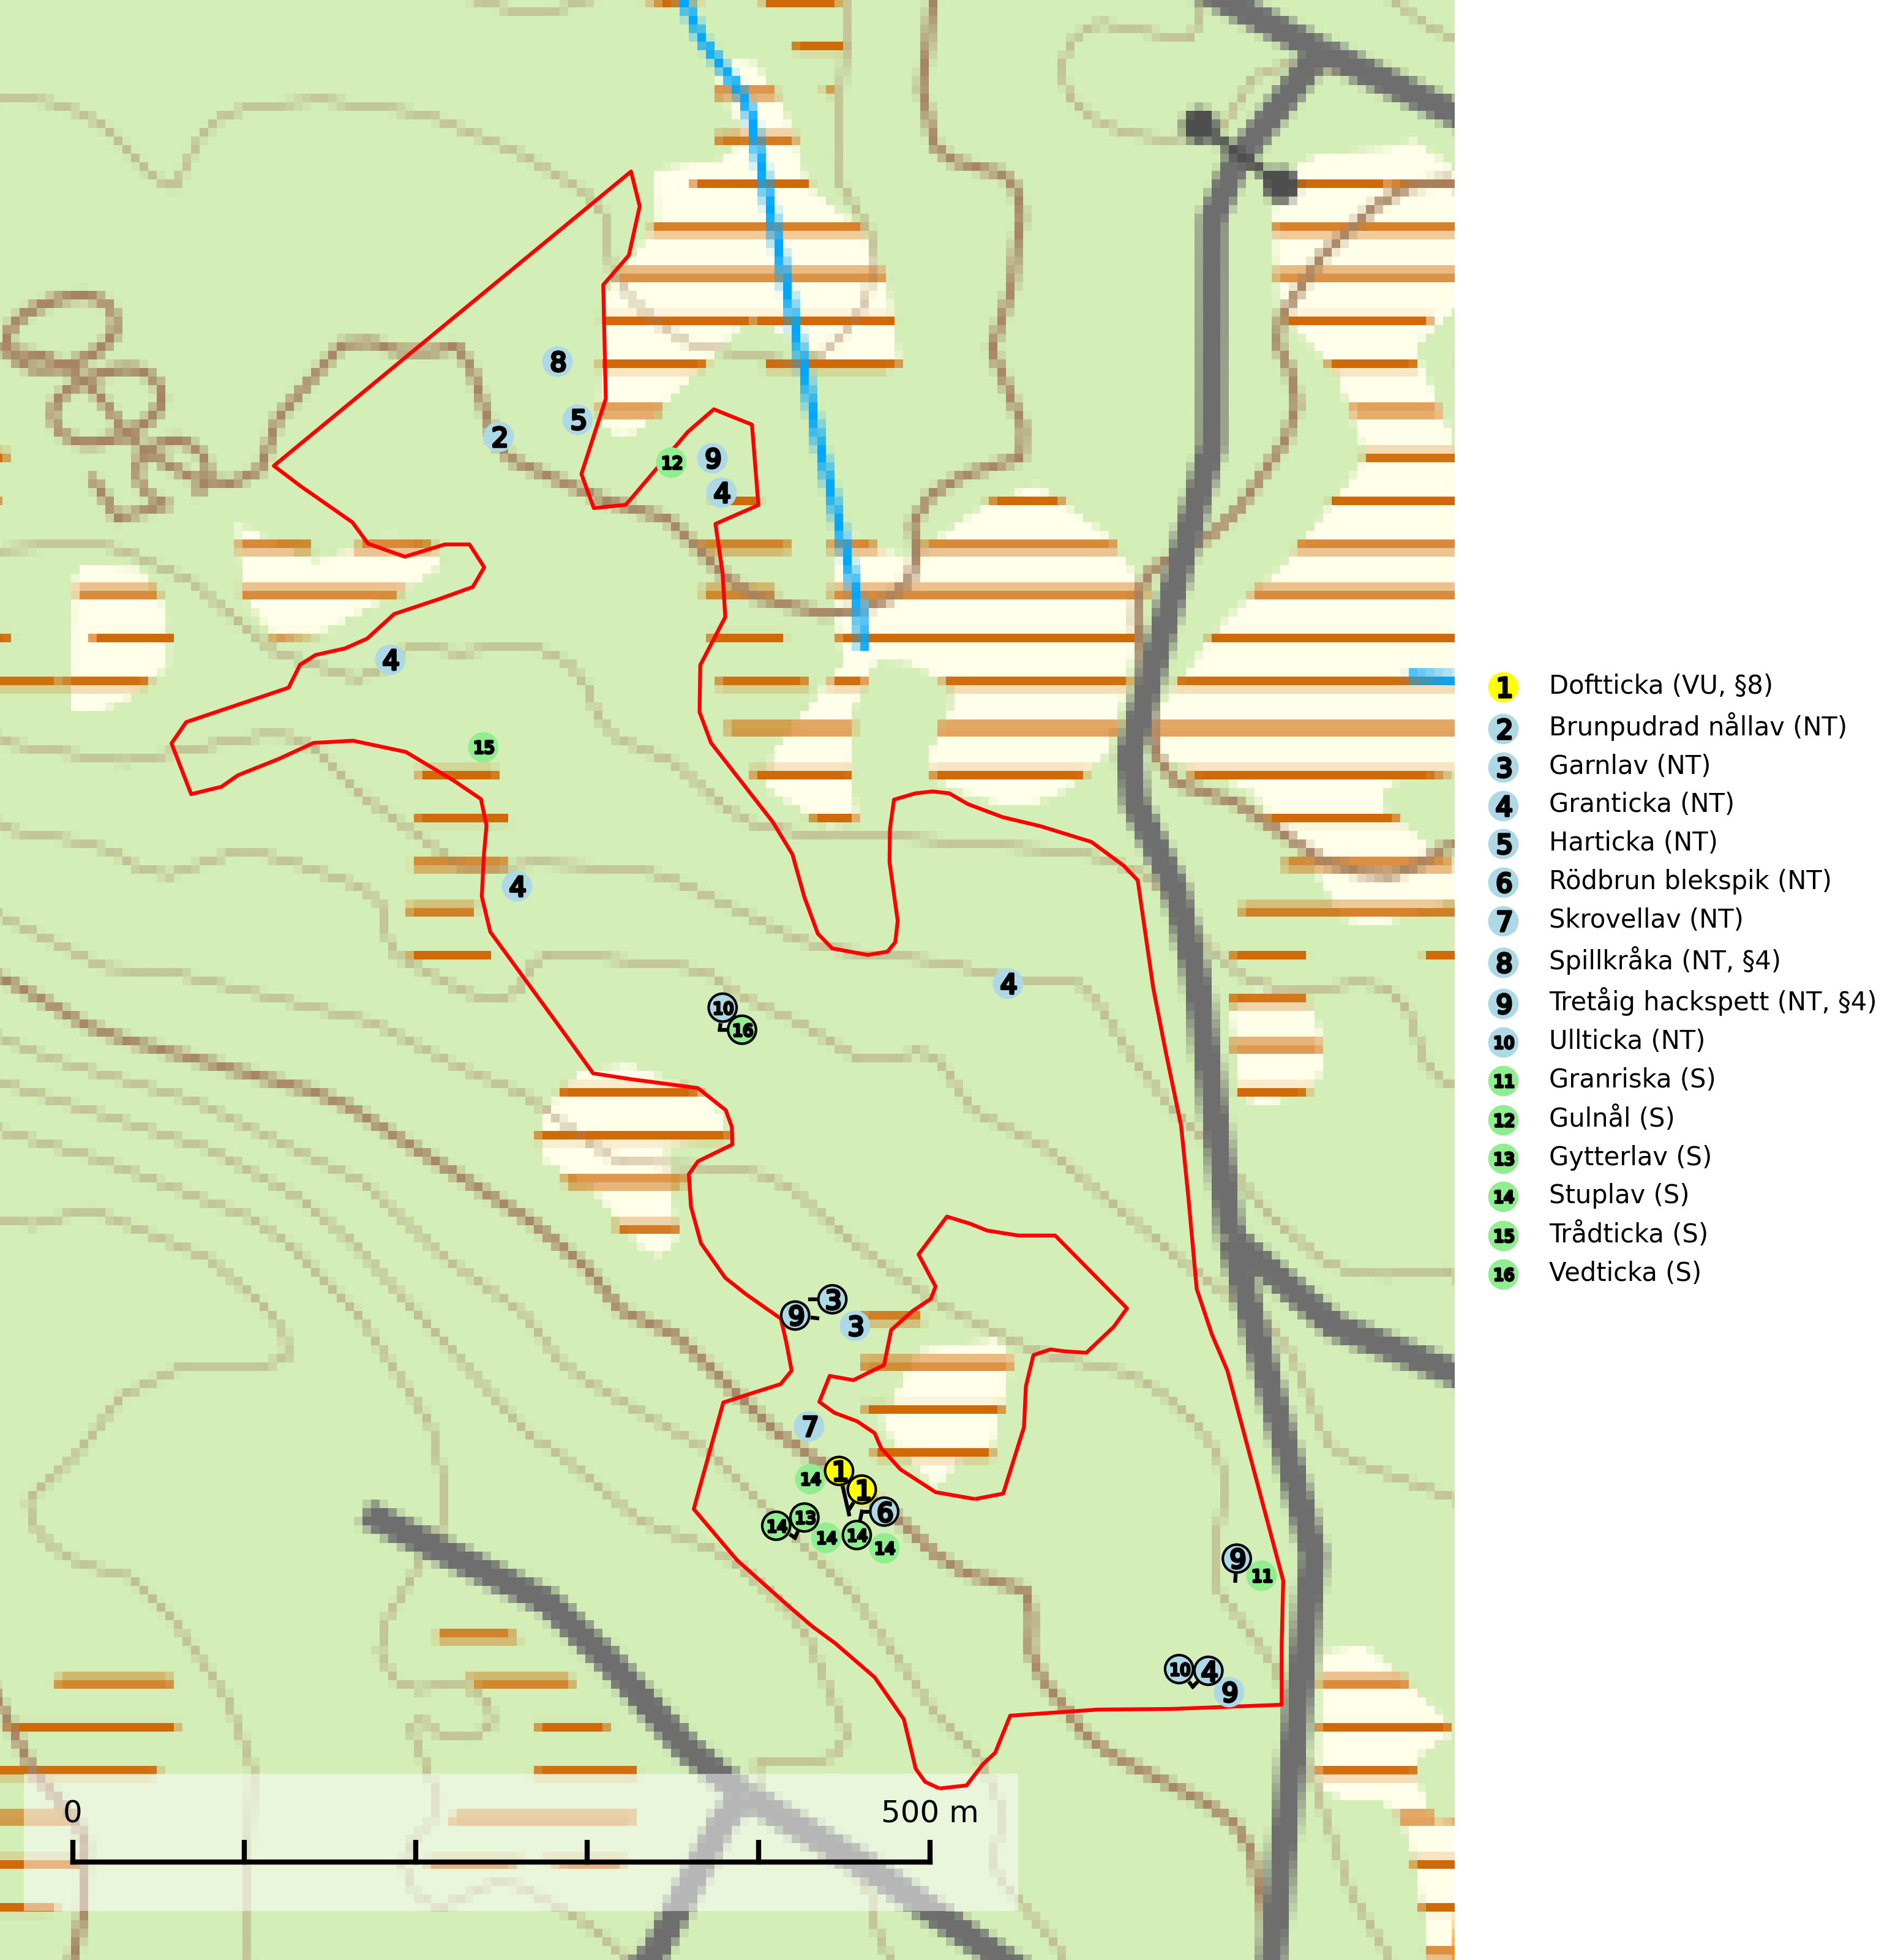 8
5
2
12
9
4
4
15
4
4
10
16
3
9
3
7
14
1
1
6
13
14
14
14
14
9
11
10
4
9
0 500 m
1 Doftticka (VU, §8)
2 Brunpudrad nållav (NT)
3 Garnlav (NT)
4 Granticka (NT)
5 Harticka (NT)
6 Rödbrun blekspik (NT)
7 Skrovellav (NT)
8 Spillkråka (NT, §4)
9 Tretåig hackspett (NT, §4)
10 Ullticka (NT)
11 Granriska (S)
12 Gulnål (S)
13 Gytterlav (S)
14 Stuplav (S)
15 Trådticka (S)
16 Vedticka (S)